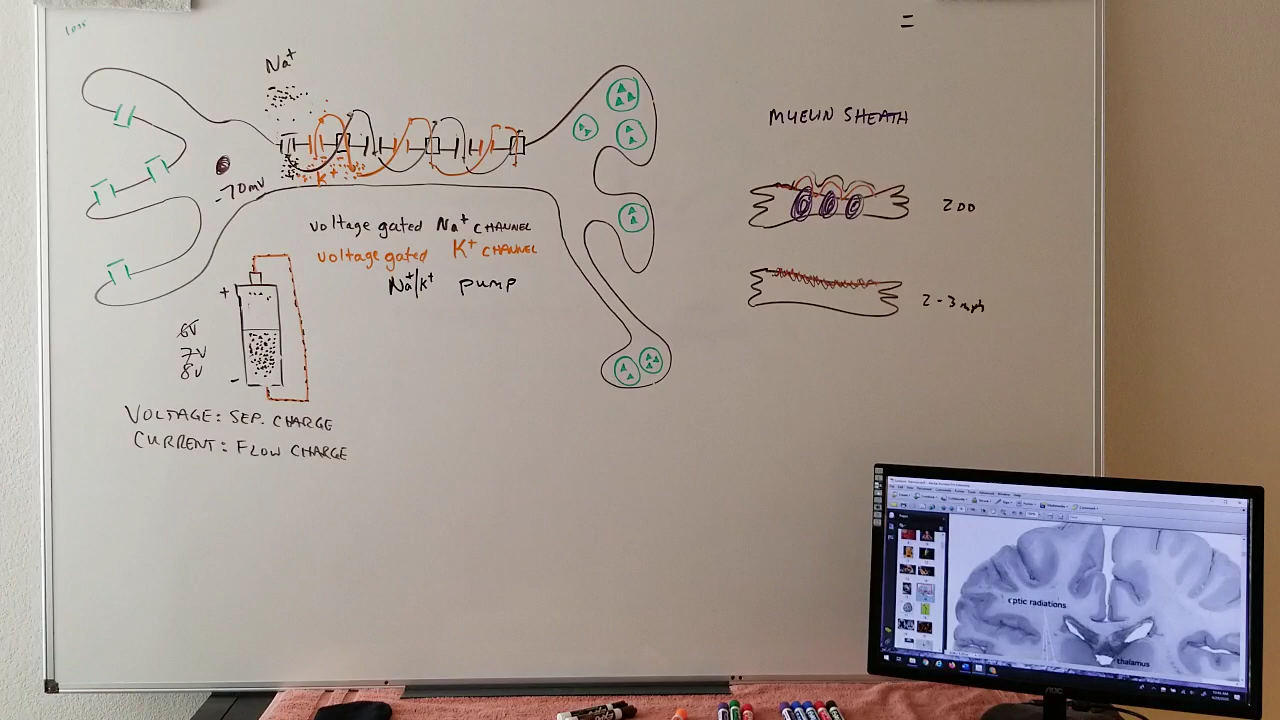 =
Na+
MYELIN SHEATH
K+
-70mV
200
voltage gated Na+ CHANNEL
voltage gated K+ CHANNEL
Na+/K+ pump
+
2-3 mph
6V
7V
8V
-
VOLTAGE: SEP. CHARGE
CURRENT: FLOW CHARGE
optic radiations
thalamus
AOC